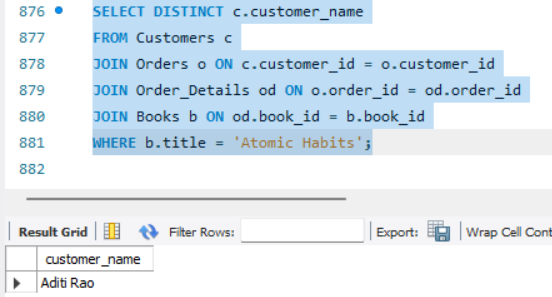 876 SELECT DISTINCT c.customer_name
877 FROM Customers c
878 JOIN Orders o ON c.customer_id = o.customer_id
879 JOIN Order_Details od ON o.order_id = od.order_id
880 JOIN Books b ON od.book_id = b.book_id
881 WHERE b.title = 'Atomic Habits';
882
Result Grid Filter Rows: Export: Wrap Cell Cont
customer_name
Aditi Rao